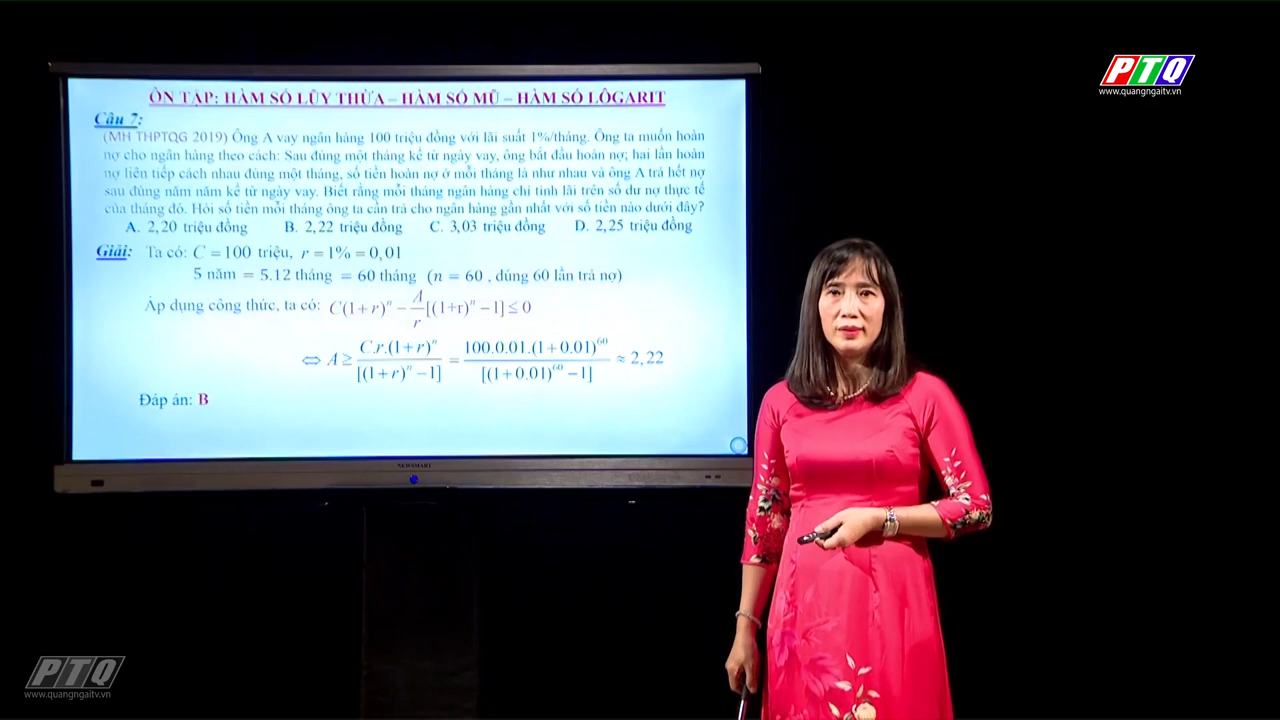 PTQ
www.quangngaitv.vn
ÔN TẬP: HÀM SỐ LŨY THỪA – HÀM SỐ MŨ – HÀM SỐ LÔGARIT
Câu 7:
(MH THPTQG 2019) Ông A vay ngân hàng 100 triệu đồng với lãi suất 1%/tháng. Ông ta muốn hoàn
nợ cho ngân hàng theo cách: Sau đúng một tháng kể từ ngày vay, ông bắt đầu hoàn nợ; hai lần hoàn
nợ liên tiếp cách nhau đúng một tháng, số tiền hoàn nợ ở mỗi tháng là như nhau và ông A trả hết nợ
sau đúng năm năm kể từ ngày vay. Biết rằng mỗi tháng ngân hàng chỉ tính lãi trên số dư nợ thực tế
của tháng đó. Hỏi số tiền mỗi tháng ông ta cần trả cho ngân hàng gần nhất với số tiền nào dưới đây?
A. 2,20 triệu đồng B. 2,22 triệu đồng C. 3,03 triệu đồng D. 2,25 triệu đồng
Giải: Ta có: C = 100 triệu, r = 1% = 0,01
5 năm = 5.12 tháng = 60 tháng (n = 60 , đúng 60 lần trả nợ)
Áp dụng công thức, ta có: C(1+r)^n − A/r[(1+r)^n −1] ≤ 0
⇔ A ≥ C.r.(1+r)^n / [(1+r)^n −1] = 100.0.01.(1+0.01)^60 / [(1+0.01)^60 −1] ≈ 2,22
Đáp án: B
NEWSMART
PTQ
www.quangngaitv.vn